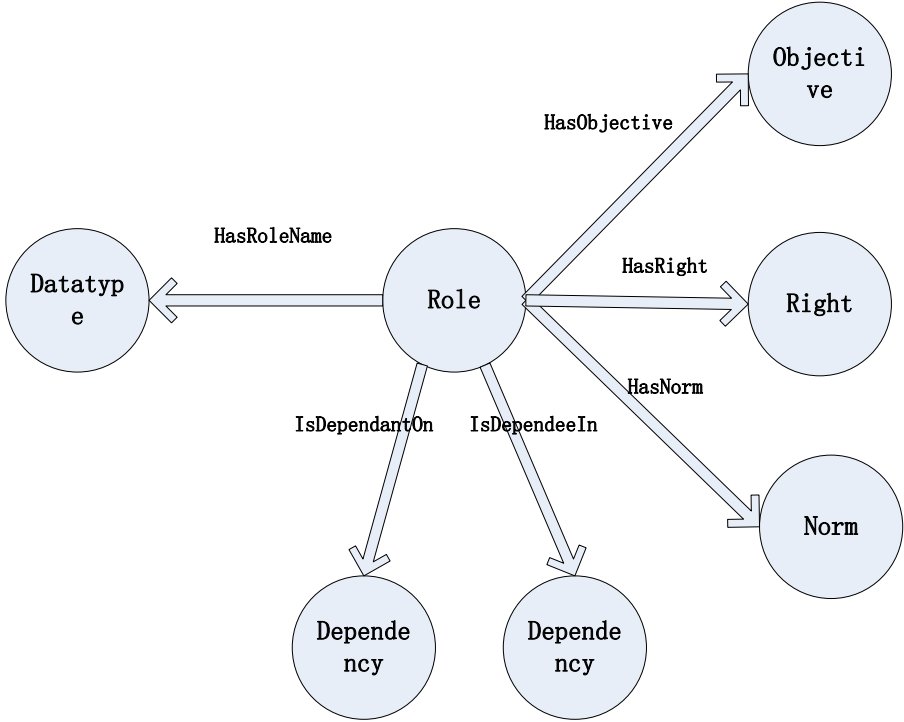 Objecti
ve
HasObjective
HasRoleName
HasRight
Datatyp
e
Role
Right
HasNorm
IsDependantOn
IsDependeeIn
Norm
Depende
ncy
Depende
ncy